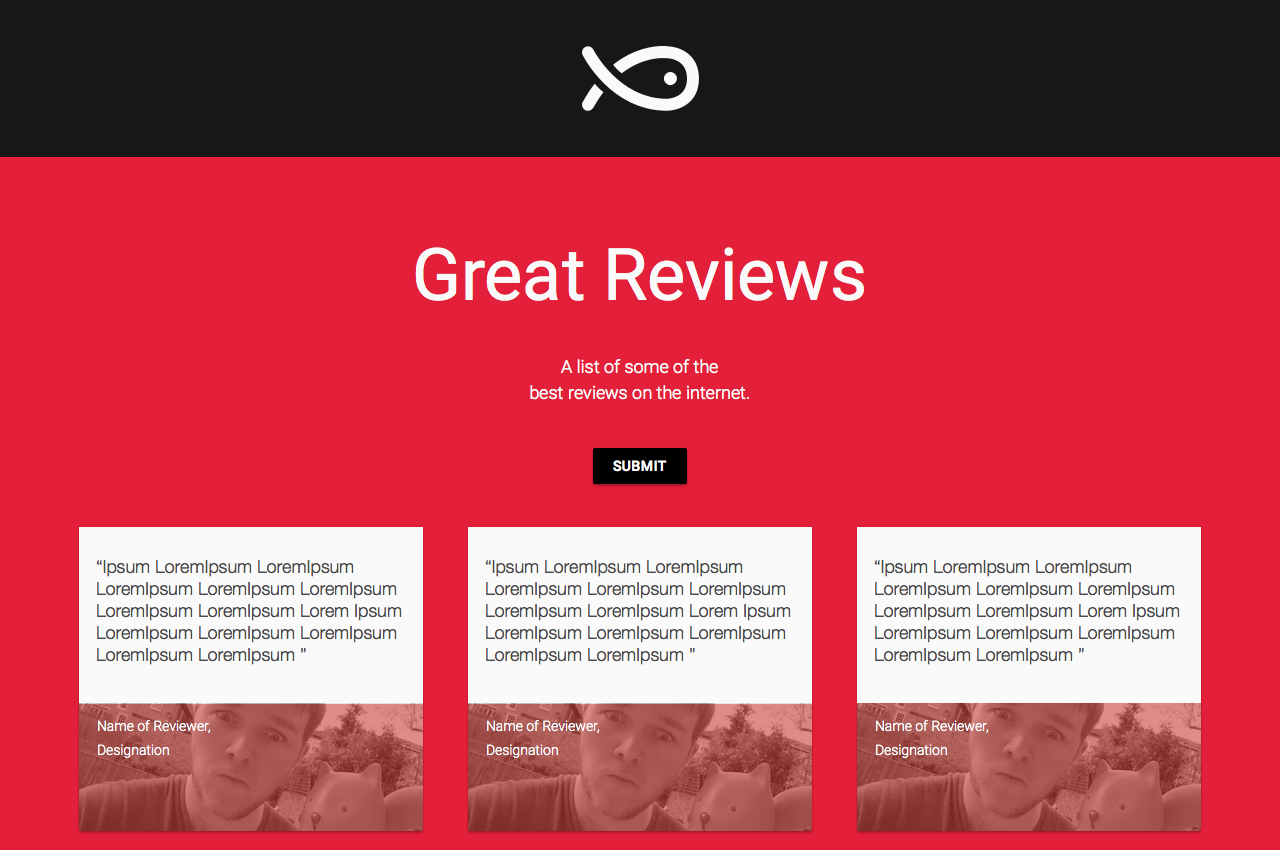 Great Reviews
A list of some of the
best reviews on the internet.
SUBMIT
“Ipsum LoremIpsum LoremIpsum
LoremIpsum LoremIpsum LoremIpsum
LoremIpsum LoremIpsum Lorem Ipsum
LoremIpsum LoremIpsum LoremIpsum
LoremIpsum LoremIpsum ”
Name of Reviewer,
Designation
“Ipsum LoremIpsum LoremIpsum
LoremIpsum LoremIpsum LoremIpsum
LoremIpsum LoremIpsum Lorem Ipsum
LoremIpsum LoremIpsum LoremIpsum
LoremIpsum LoremIpsum ”
Name of Reviewer,
Designation
“Ipsum LoremIpsum LoremIpsum
LoremIpsum LoremIpsum LoremIpsum
LoremIpsum LoremIpsum Lorem Ipsum
LoremIpsum LoremIpsum LoremIpsum
LoremIpsum LoremIpsum ”
Name of Reviewer,
Designation